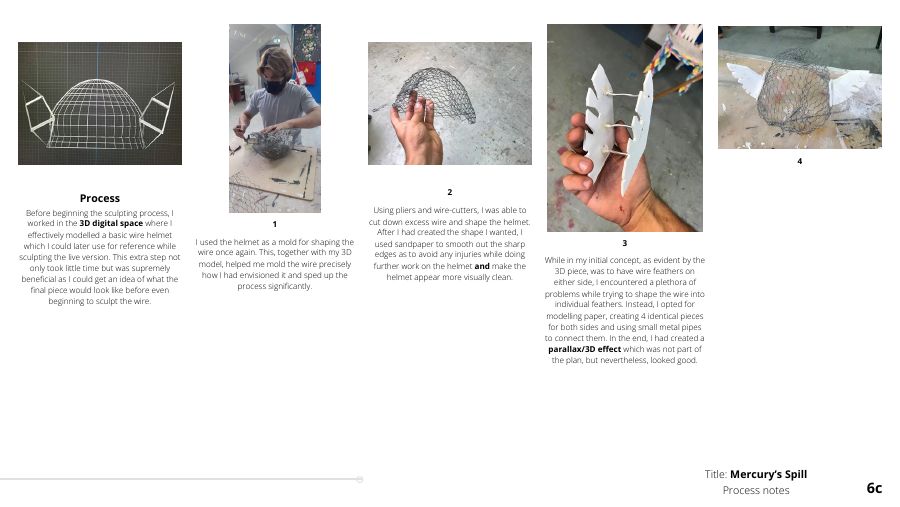 Process
Before beginning the sculpting process, I
worked in the 3D digital space where I
effectively modelled a basic wire helmet
which I could later use for reference while
sculpting the live version. This extra step not
only took little time but was supremely
beneficial as I could get an idea of what the
final piece would look like before even
beginning to sculpt the wire.
1
I used the helmet as a mold for shaping the
wire once again. This, together with my 3D
model, helped me mold the wire precisely
how I had envisioned it and sped up the
process significantly.
2
Using pliers and wire-cutters, I was able to
cut down excess wire and shape the helmet.
After I had created the shape I wanted, I
used sandpaper to smooth out the sharp
edges as to avoid any injuries while doing
further work on the helmet and make the
helmet appear more visually clean.
3
While in my initial concept, as evident by the
3D piece, was to have wire feathers on
either side, I encountered a plethora of
problems while trying to shape the wire into
individual feathers. Instead, I opted for
modelling paper, creating 4 identical pieces
for both sides and using small metal pipes
to connect them. In the end, I had created a
parallax/3D effect which was not part of
the plan, but nevertheless, looked good.
4
Title: Mercury's Spill
Process notes
6c